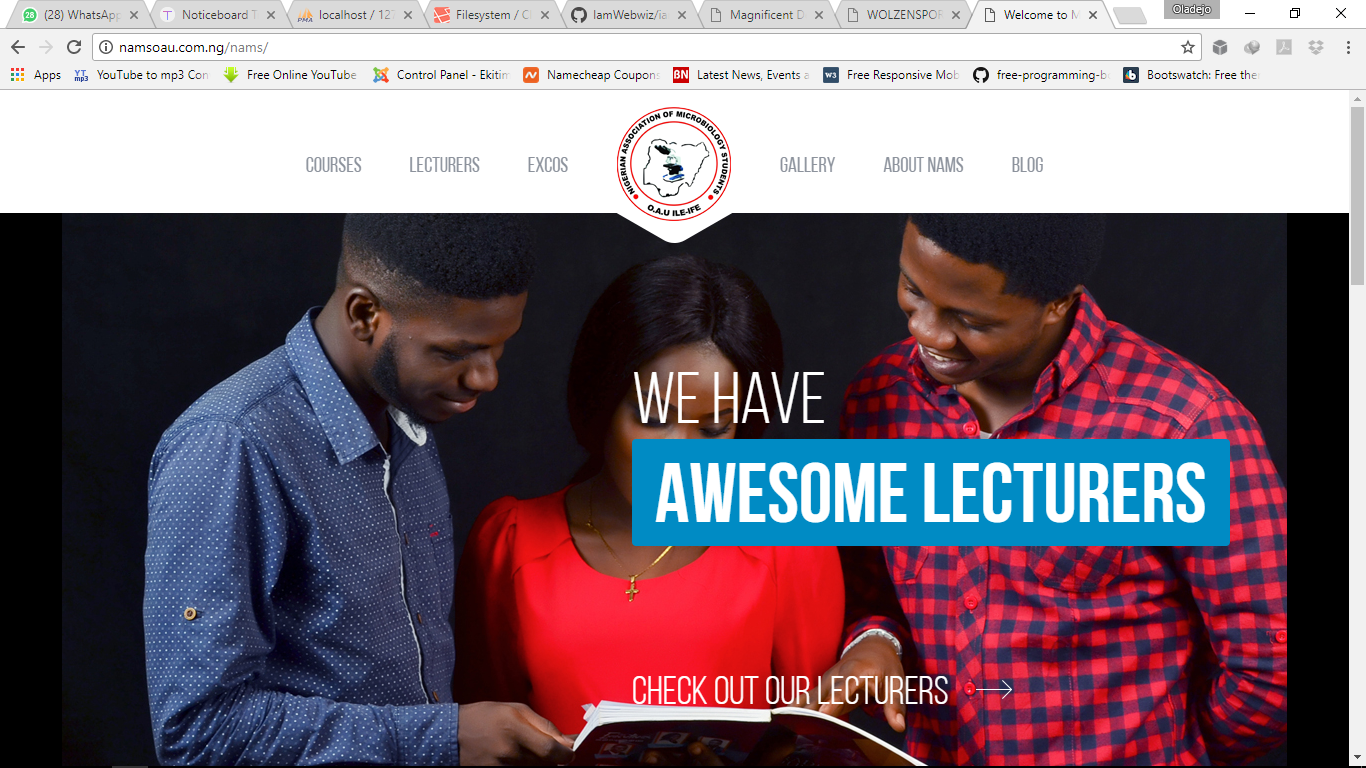 (28) WhatsApp
Noticeboard T
localhost / 127
Filesystem / C
IamWebwiz/ia
Magnificent D
WOLZENSPOR
Welcome to M
Oladejo
namsoau.com.ng/nams/
Apps
YouTube to mp3 Con
Free Online YouTube
Control Panel - Ekitim
Namecheap Coupons
Latest News, Events a
Free Responsive Mob
free-programming-b
Bootswatch: Free the
COURSES
LECTURERS
EXCOS
NIGERIAN ASSOCIATION OF MICROBIOLOGY STUDENTS
O.A.U ILE-IFE
GALLERY
ABOUT NAMS
BLOG
WE HAVE
AWESOME LECTURERS
CHECK OUT OUR LECTURERS